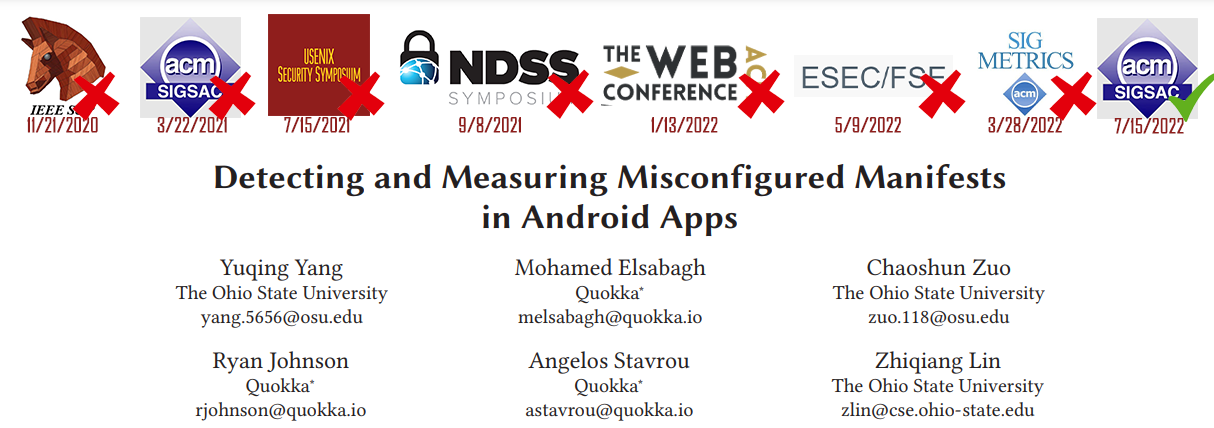 IEEE S
11/21/2020
acm
SIGSAC
3/22/2021
USENIX
SECURITY SYMPOSIUM
7/15/2021
NDSS
SYMPOSIUM
9/8/2021
THE WEB
CONFERENCE
AC
1/13/2022
ESEC/FSE
5/9/2022
SIG
METRICS
acm
3/28/2022
acm
SIGSAC
7/15/2022
Detecting and Measuring Misconfigured Manifests
in Android Apps
Yuqing Yang
The Ohio State University
yang.5656@osu.edu
Mohamed Elsabagh
Quokka*
melsabagh@quokka.io
Chaoshun Zuo
The Ohio State University
zuo.118@osu.edu
Ryan Johnson
Quokka*
rjohnson@quokka.io
Angelos Stavrou
Quokka*
astavrou@quokka.io
Zhiqiang Lin
The Ohio State University
zlin@cse.ohio-state.edu